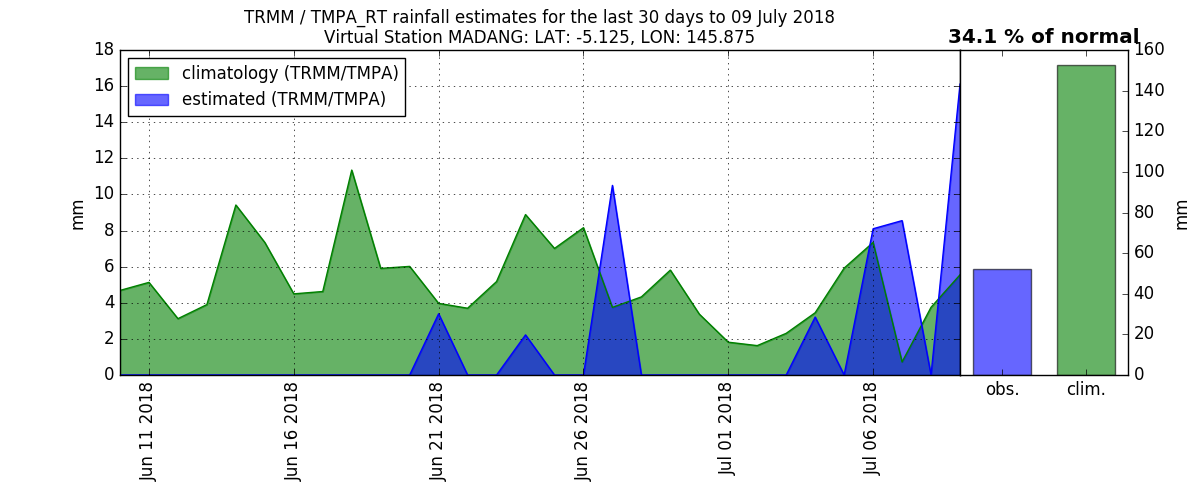 TRMM / TMPA_RT rainfall estimates for the last 30 days to 09 July 2018
Virtual Station MADANG: LAT: -5.125, LON: 145.875
34.1 % of normal
climatology (TRMM/TMPA)
estimated (TRMM/TMPA)
18
16
14
12
10
8
6
4
2
0
mm
Jun 11 2018
Jun 16 2018
Jun 21 2018
Jun 26 2018
Jul 01 2018
Jul 06 2018
obs.
clim.
160
140
120
100
80
60
40
20
0
mm